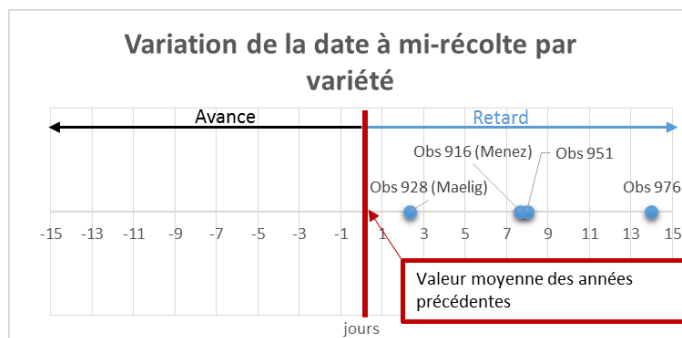 Variation de la date à mi-récolte par
variété
Avance
Retard
Obs 916 (Menez)
Obs 951
Obs 928 (Maelig)
Obs 976
-15 -13 -11 -9 -7 -5 -3 -1 1 3 5 7 9 11 13 15
Valeur moyenne des années
précédentes
jours